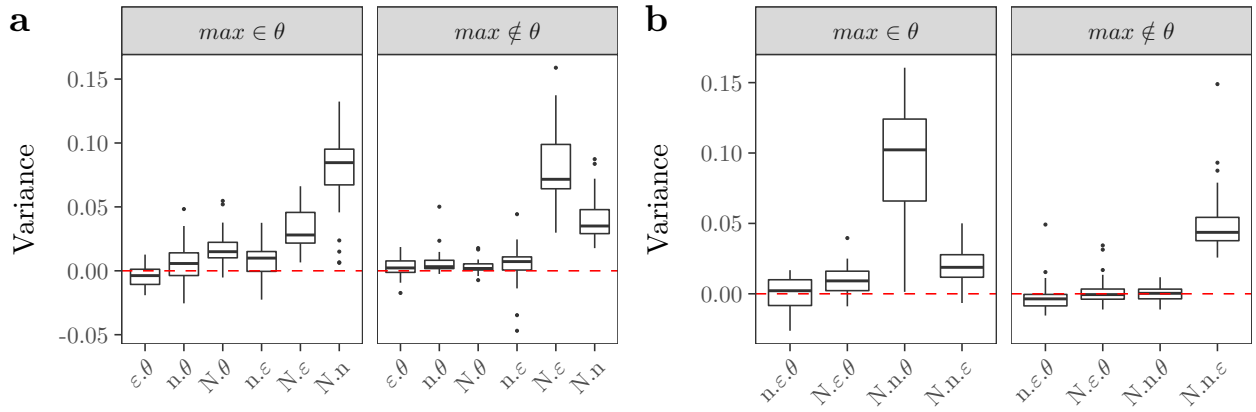 a
max ∈ θ
max ∉ θ
Variance
0.15
0.10
0.05
0.00
-0.05
ε.θ
n.θ
N.θ
n.ε
N.ε
N.n
ε.θ
n.θ
N.θ
n.ε
N.ε
N.n
b
max ∈ θ
max ∉ θ
Variance
0.15
0.10
0.05
0.00
n.ε.θ
N.ε.θ
N.n.θ
N.n.ε
n.ε.θ
N.ε.θ
N.n.θ
N.n.ε